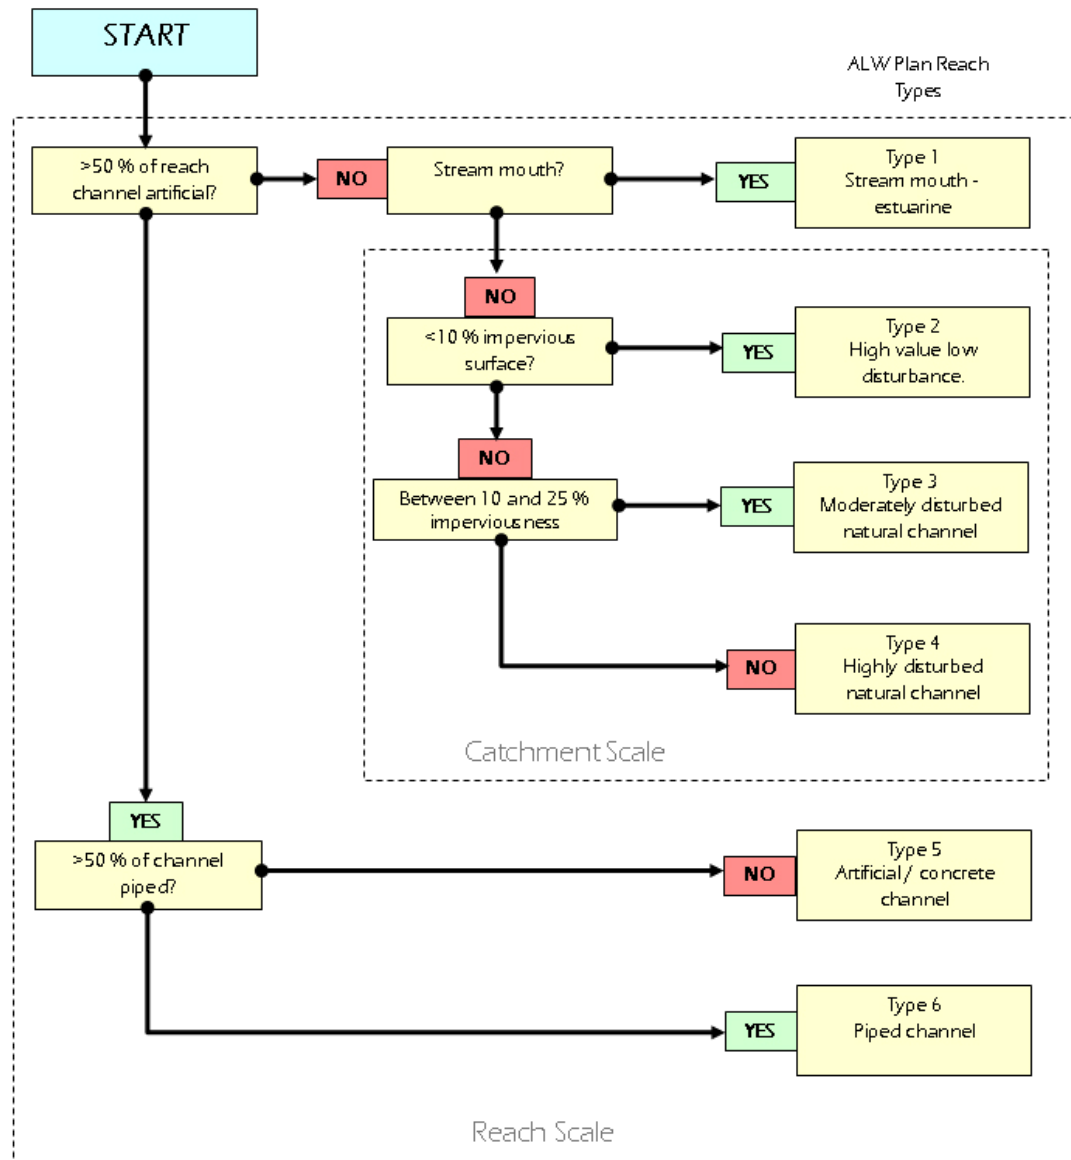 START
ALW Plan Reach
Types
>50 % of reach
channel artificial?
NO
Stream mouth?
YES
Type 1
Stream mouth -
estuarine
NO
<10 % impervious
surface?
YES
Type 2
High value low
disturbance.
NO
Between 10 and 25 %
imperviousness
YES
Type 3
Moderately disturbed
natural channel
NO
Type 4
Highly disturbed
natural channel
Catchment Scale
YES
>50 % of channel
piped?
NO
Type 5
Artificial / concrete
channel
YES
Type 6
Piped channel
Reach Scale